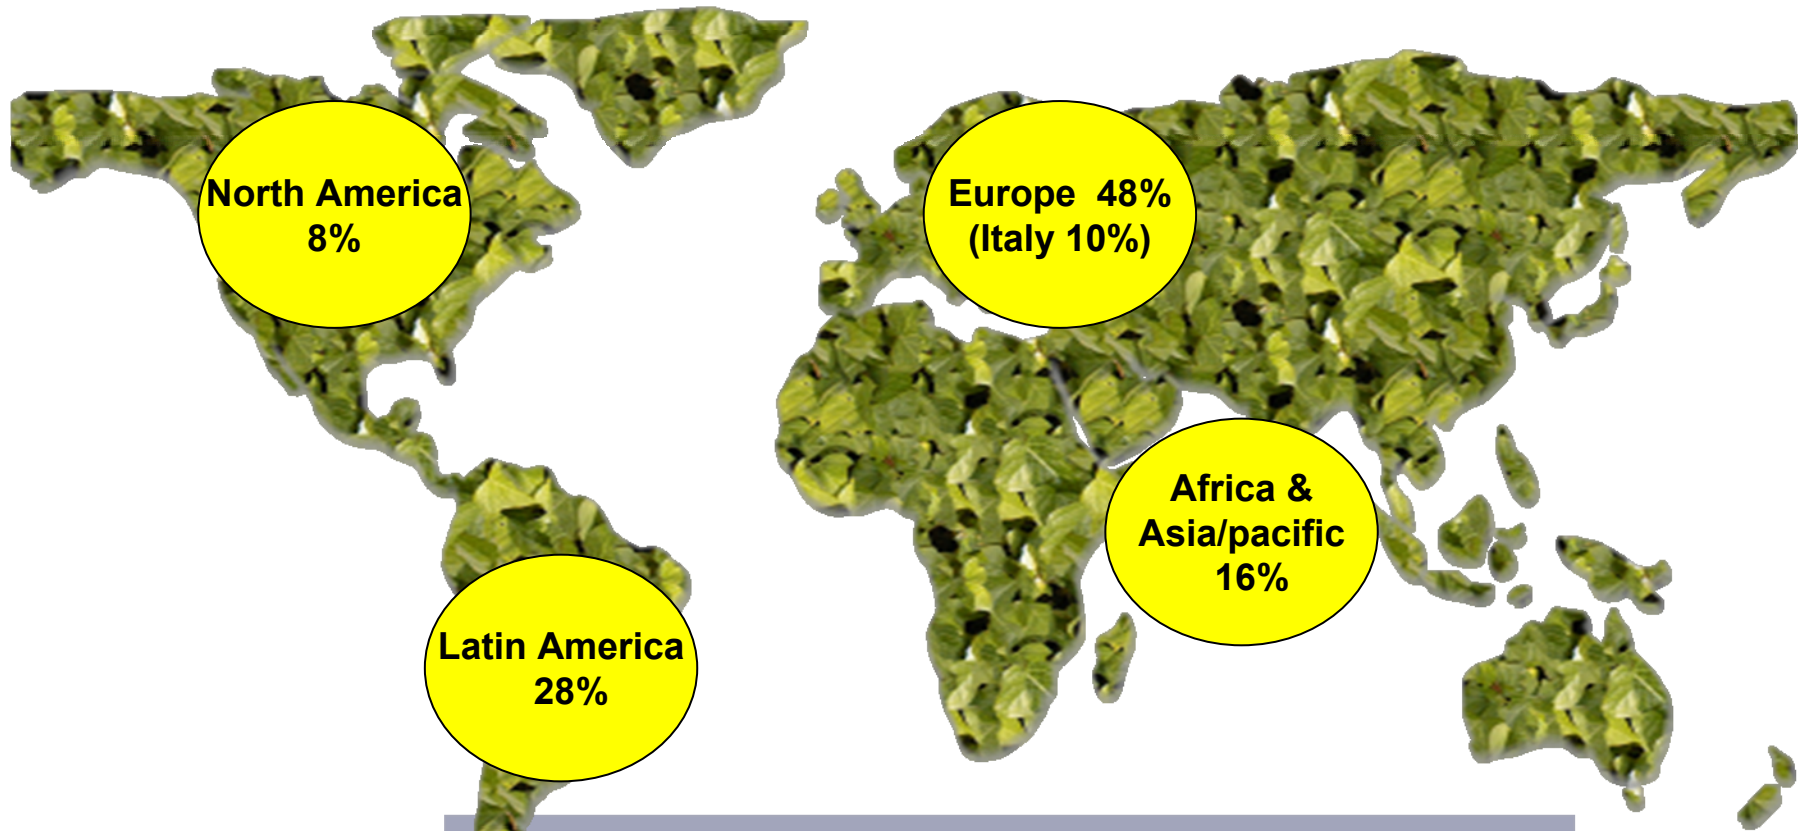 North America
8%
Europe  48%
(Italy 10%)
Africa &
Asia/pacific
16%
Latin America
28%